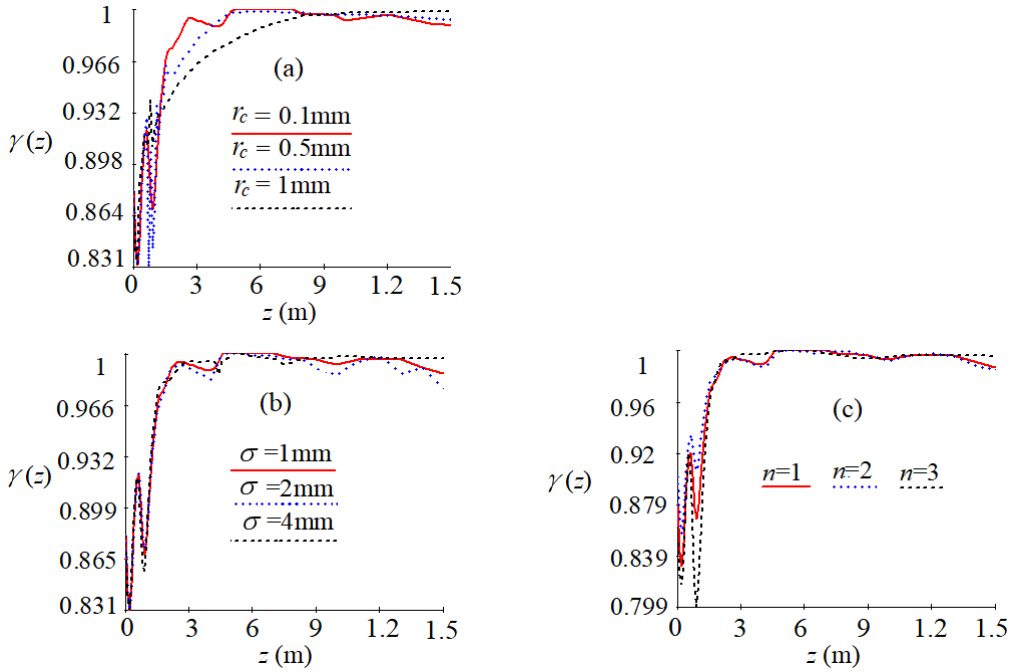 1
0.966
(a)
0.932
r_c = 0.1mm
γ(z)
r_c = 0.5mm
0.898
r_c = 1mm
0.864
0.831
0 3 6 9 1.2 1.5
z (m)
1
0.966
(b)
0.932
σ =1mm
γ(z)
σ =2mm
0.899
σ =4mm
0.865
0.831
0 3 6 9 1.2 1.5
z (m)
1
0.96
(c)
0.92
n=1 n=2 n=3
γ(z)
0.879
0.839
0.799
0 3 6 9 1.2 1.5
z (m)